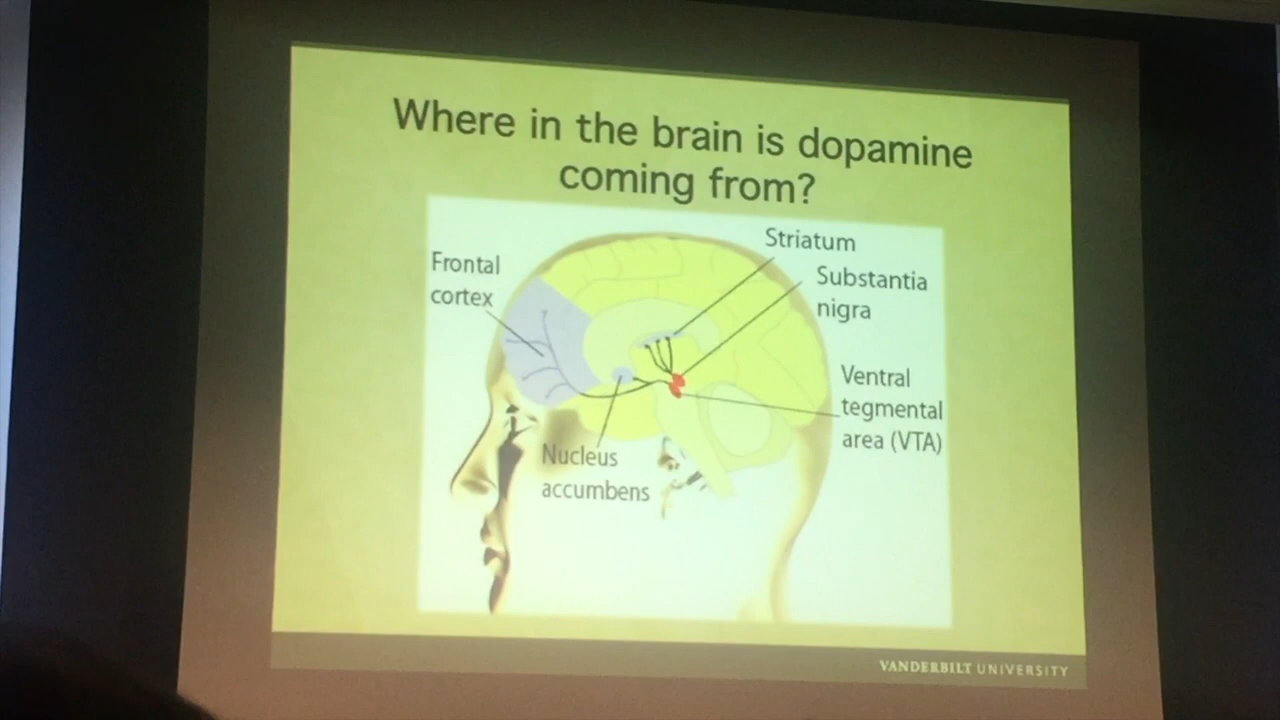 Where in the brain is dopamine
coming from?
Striatum
Frontal
cortex
Substantia
nigra
Ventral
tegmental
area (VTA)
Nucleus
accumbens
VANDERBILT UNIVERSITY